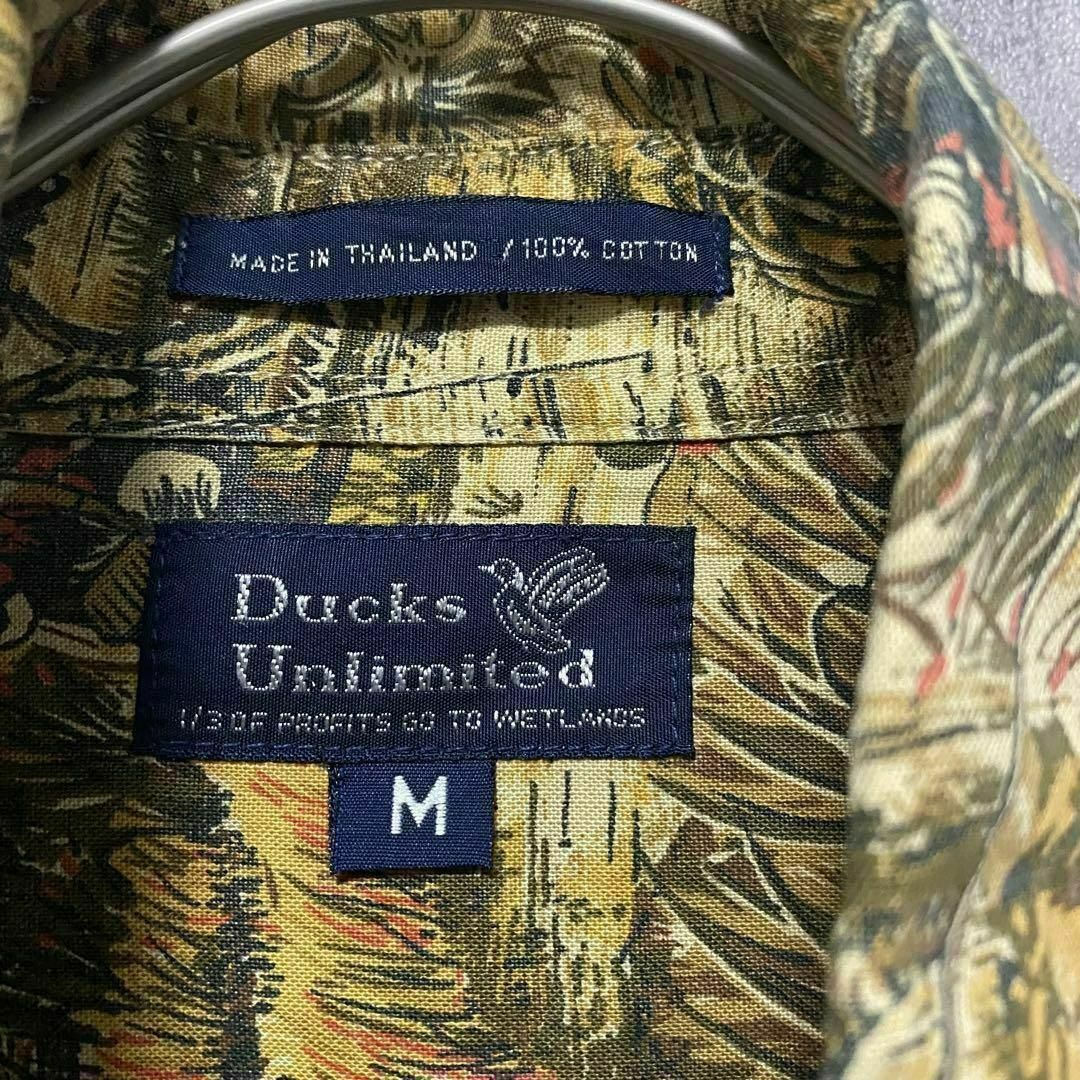 MADE IN THAILAND / 100% COTTON
Ducks
Unlimited
1/3 OF PROFITS GO TO WETLANDS
M